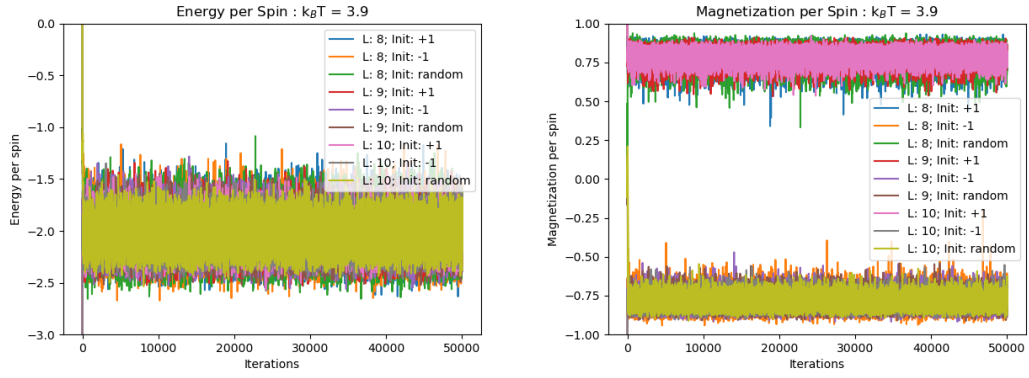 Energy per Spin : k_BT = 3.9
Energy per spin
0.0
−0.5
−1.0
−1.5
−2.0
−2.5
−3.0
L: 8; Init: +1
L: 8; Init: -1
L: 8; Init: random
L: 9; Init: +1
L: 9; Init: -1
L: 9; Init: random
L: 10; Init: +1
L: 10; Init: -1
L: 10; Init: random
0 10000 20000 30000 40000 50000
Iterations
Magnetization per Spin : k_BT = 3.9
Magnetization per spin
1.00
0.75
0.50
0.25
0.00
−0.25
−0.50
−0.75
−1.00
L: 8; Init: +1
L: 8; Init: -1
L: 8; Init: random
L: 9; Init: +1
L: 9; Init: -1
L: 9; Init: random
L: 10; Init: +1
L: 10; Init: -1
L: 10; Init: random
0 10000 20000 30000 40000 50000
Iterations